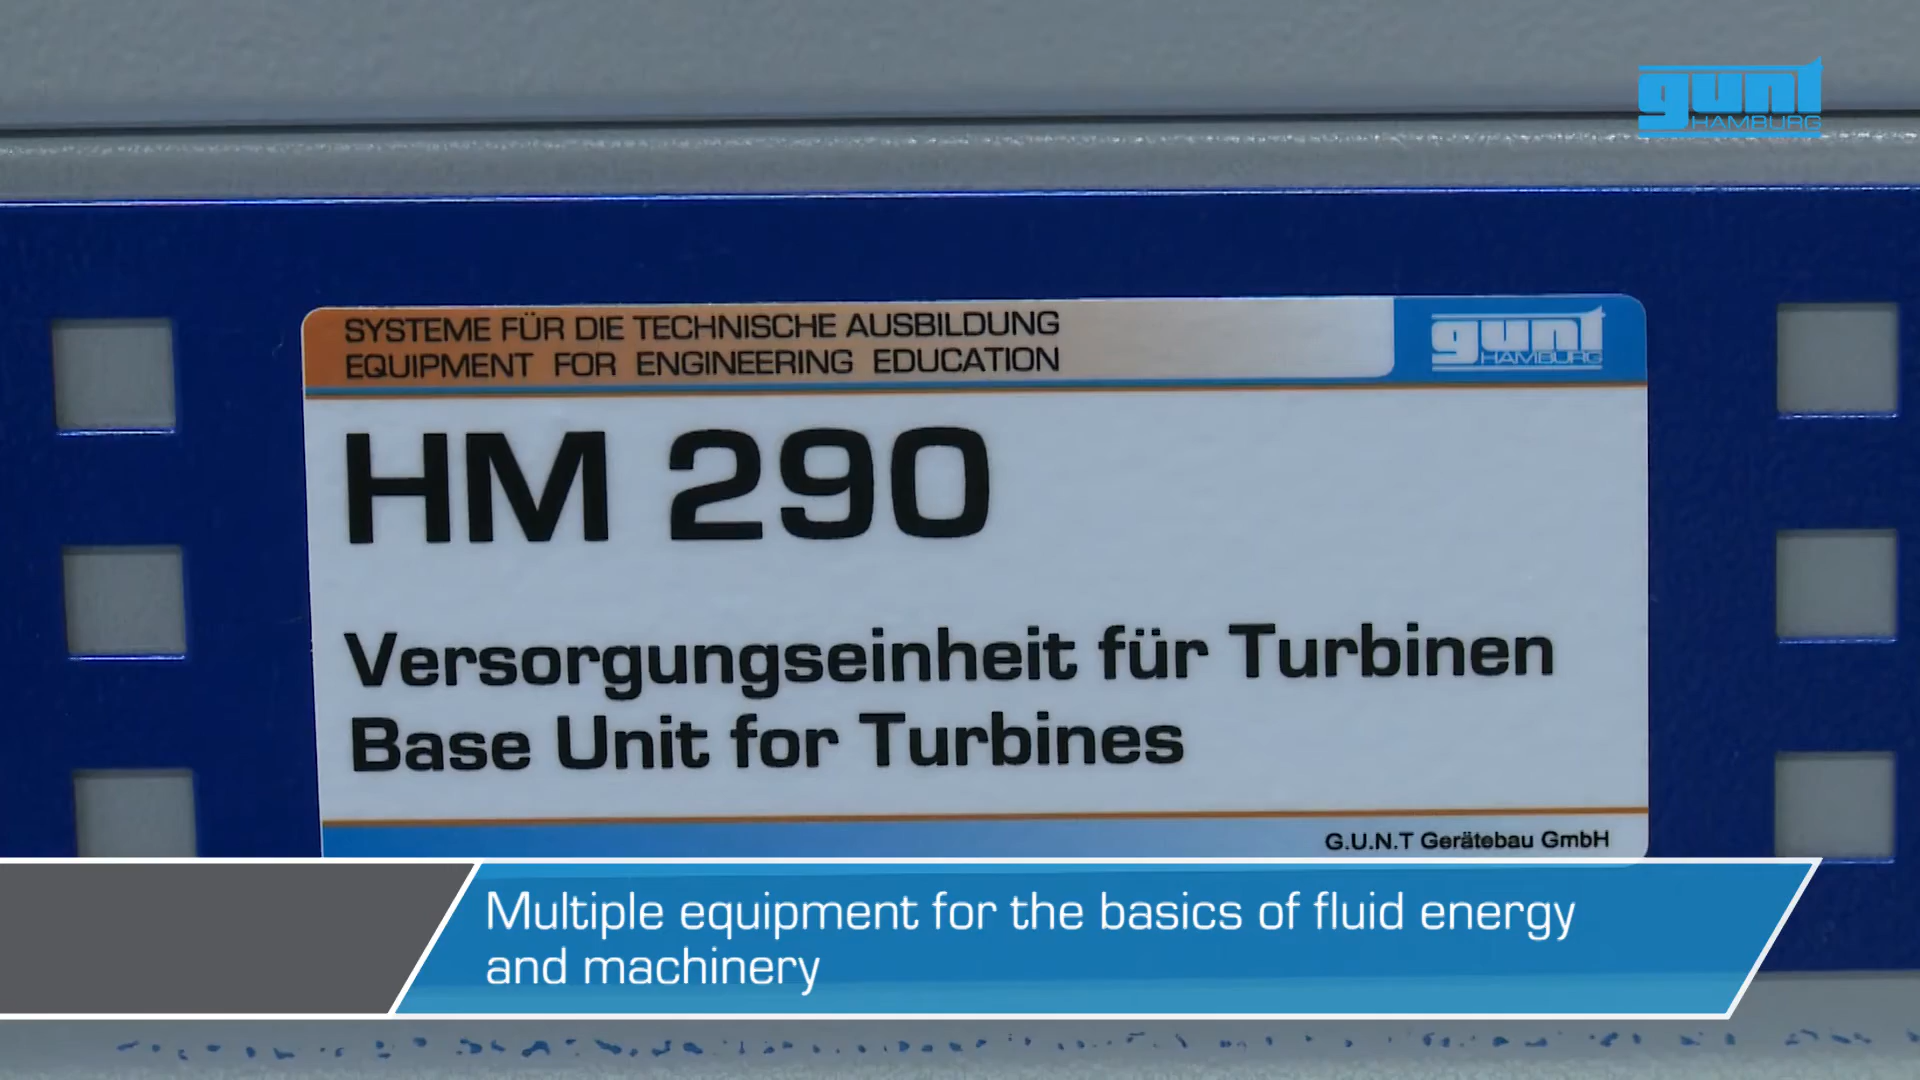 gunt
HAMBURG
SYSTEME FÜR DIE TECHNISCHE AUSBILDUNG
EQUIPMENT FOR ENGINEERING EDUCATION
gunt
HAMBURG
HM 290
Versorgungseinheit für Turbinen
Base Unit for Turbines
G.U.N.T Gerätebau GmbH
Multiple equipment for the basics of fluid energy
and machinery